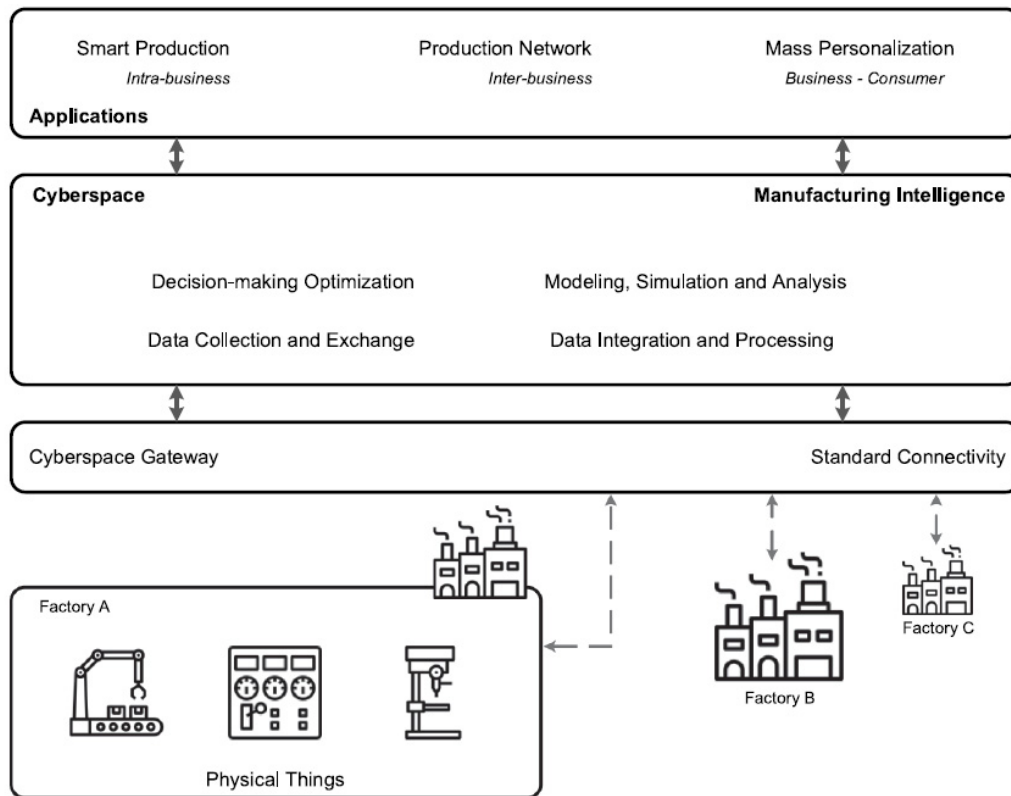 Smart Production
Production Network
Mass Personalization
Intra-business
Inter-business
Business - Consumer
Applications
Cyberspace
Manufacturing Intelligence
Decision-making Optimization
Modeling, Simulation and Analysis
Data Collection and Exchange
Data Integration and Processing
Cyberspace Gateway
Standard Connectivity
Factory A
Factory C
Factory B
Physical Things